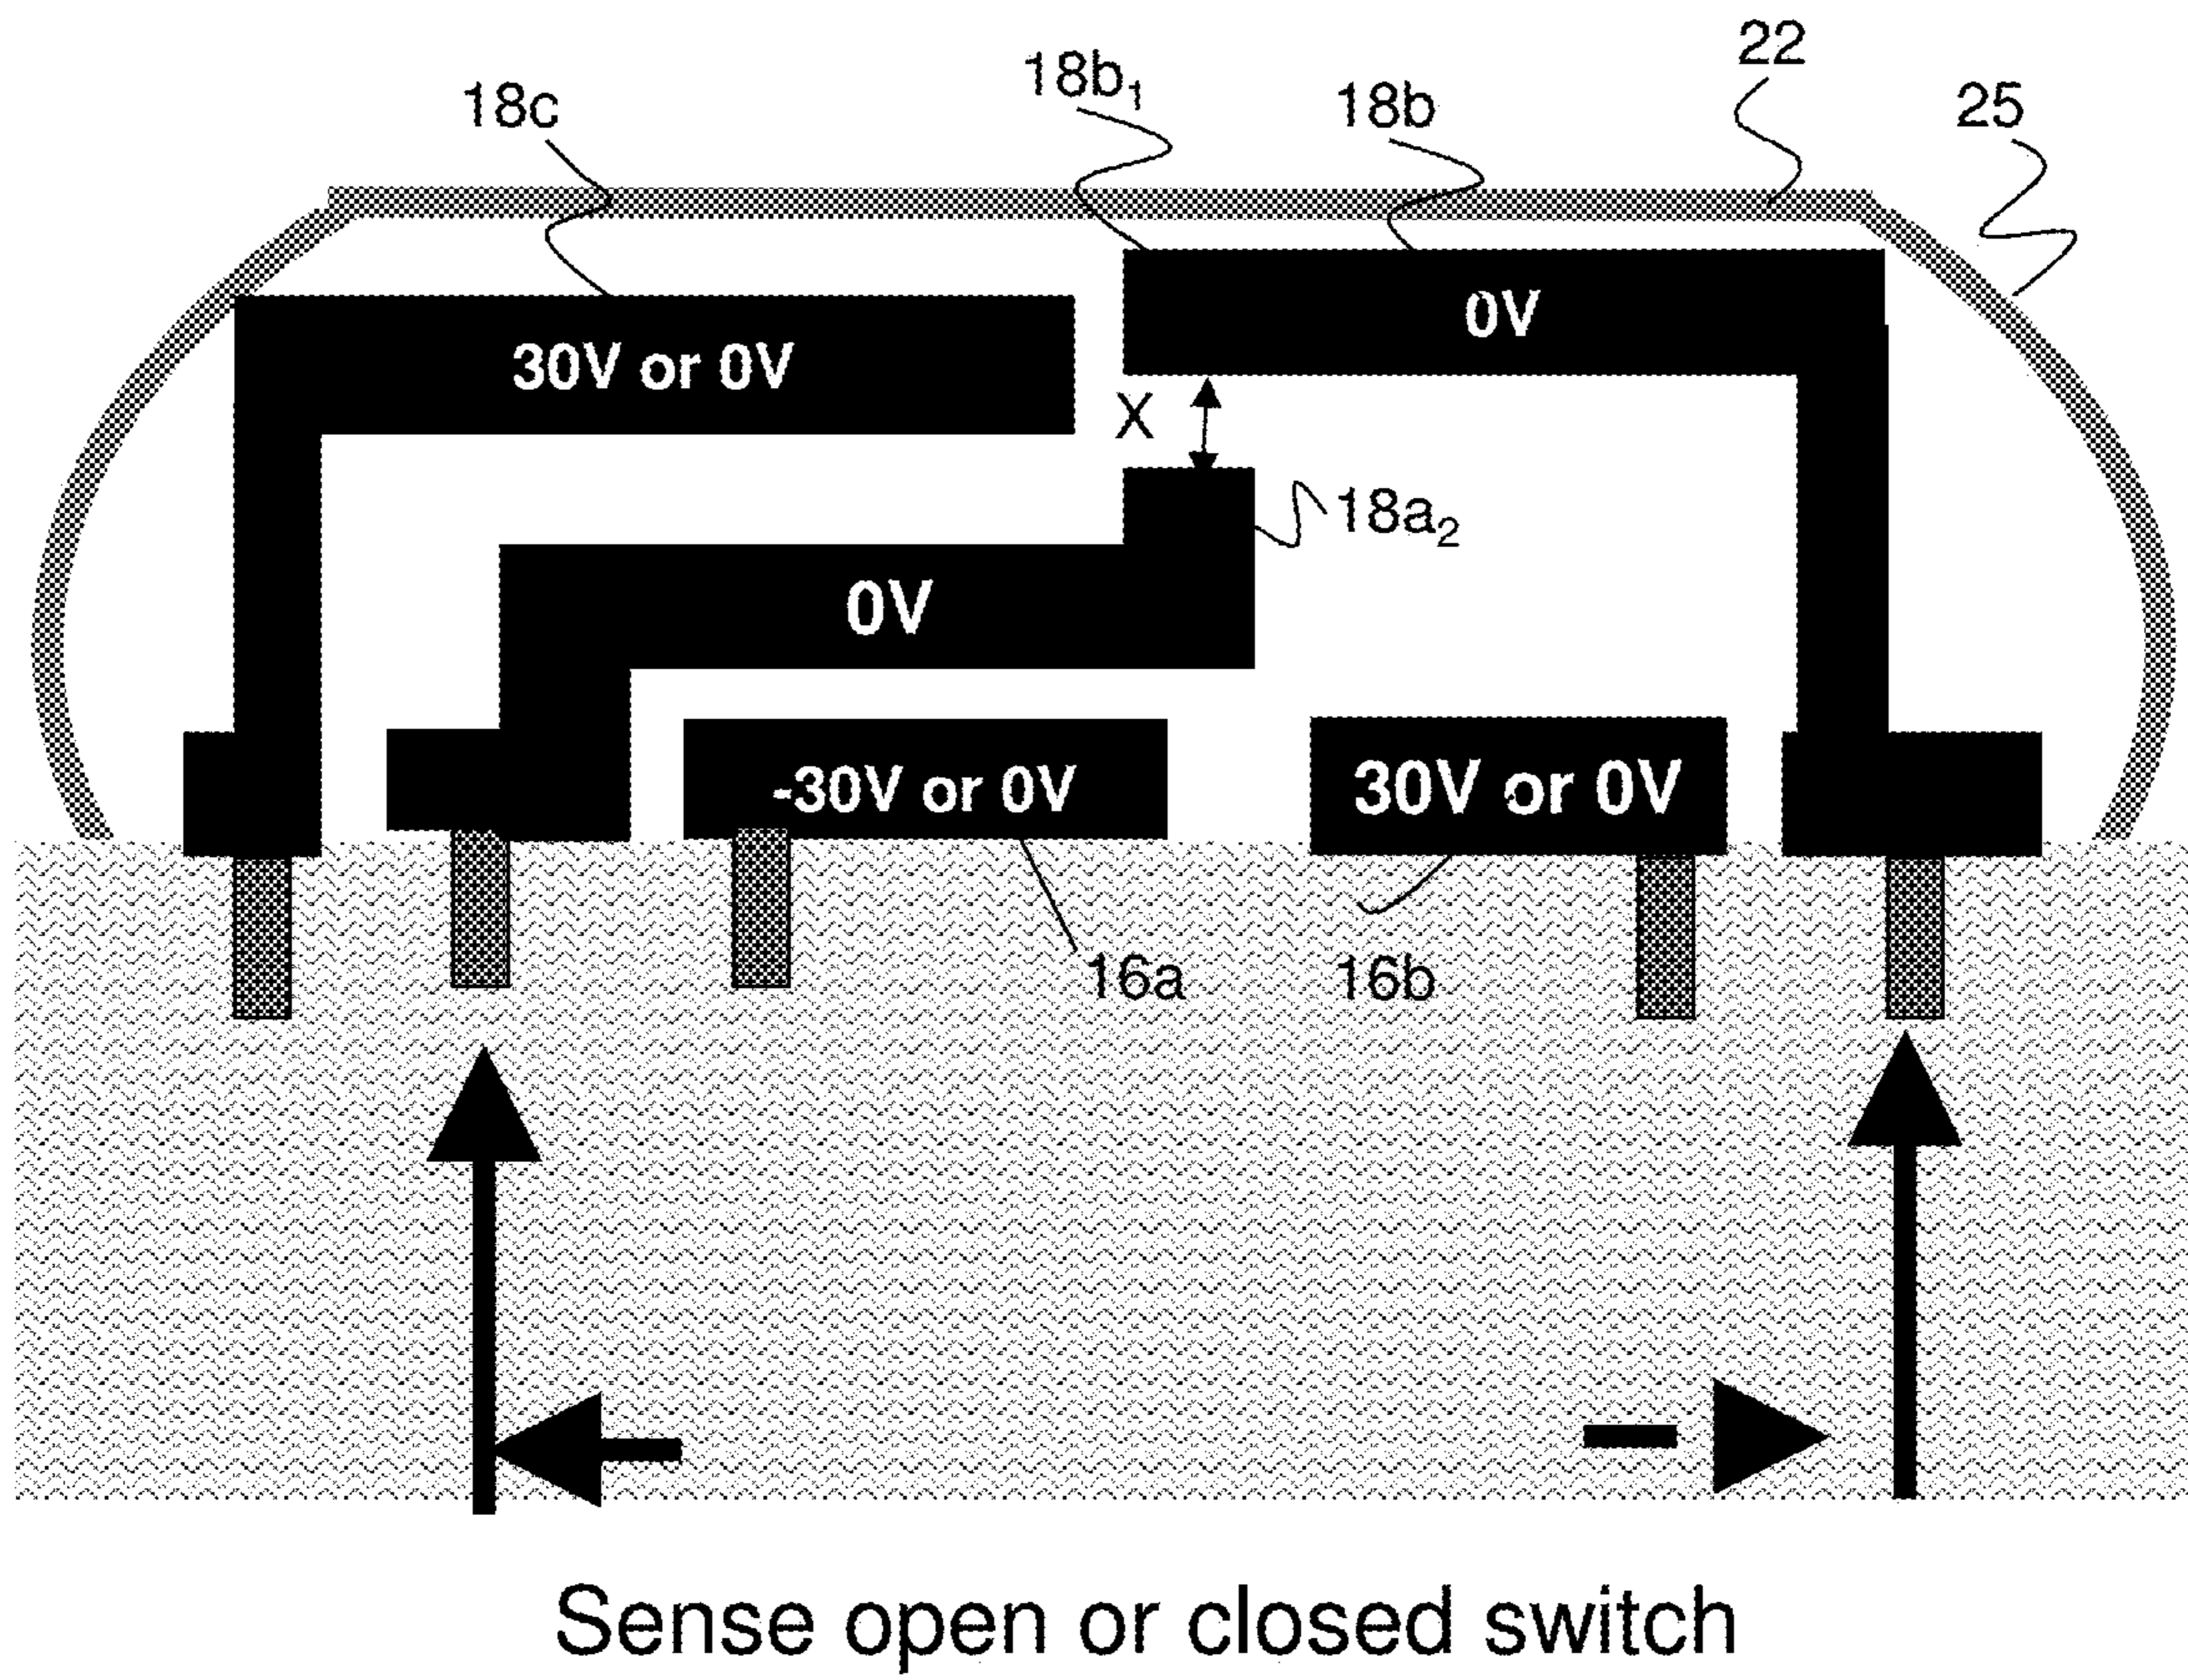 22
18b₁
18c
18b
25
0V
30V or 0V
X
18a₂
0V
-30V or 0V
30V or 0V
16a
16b
Sense open or closed switch